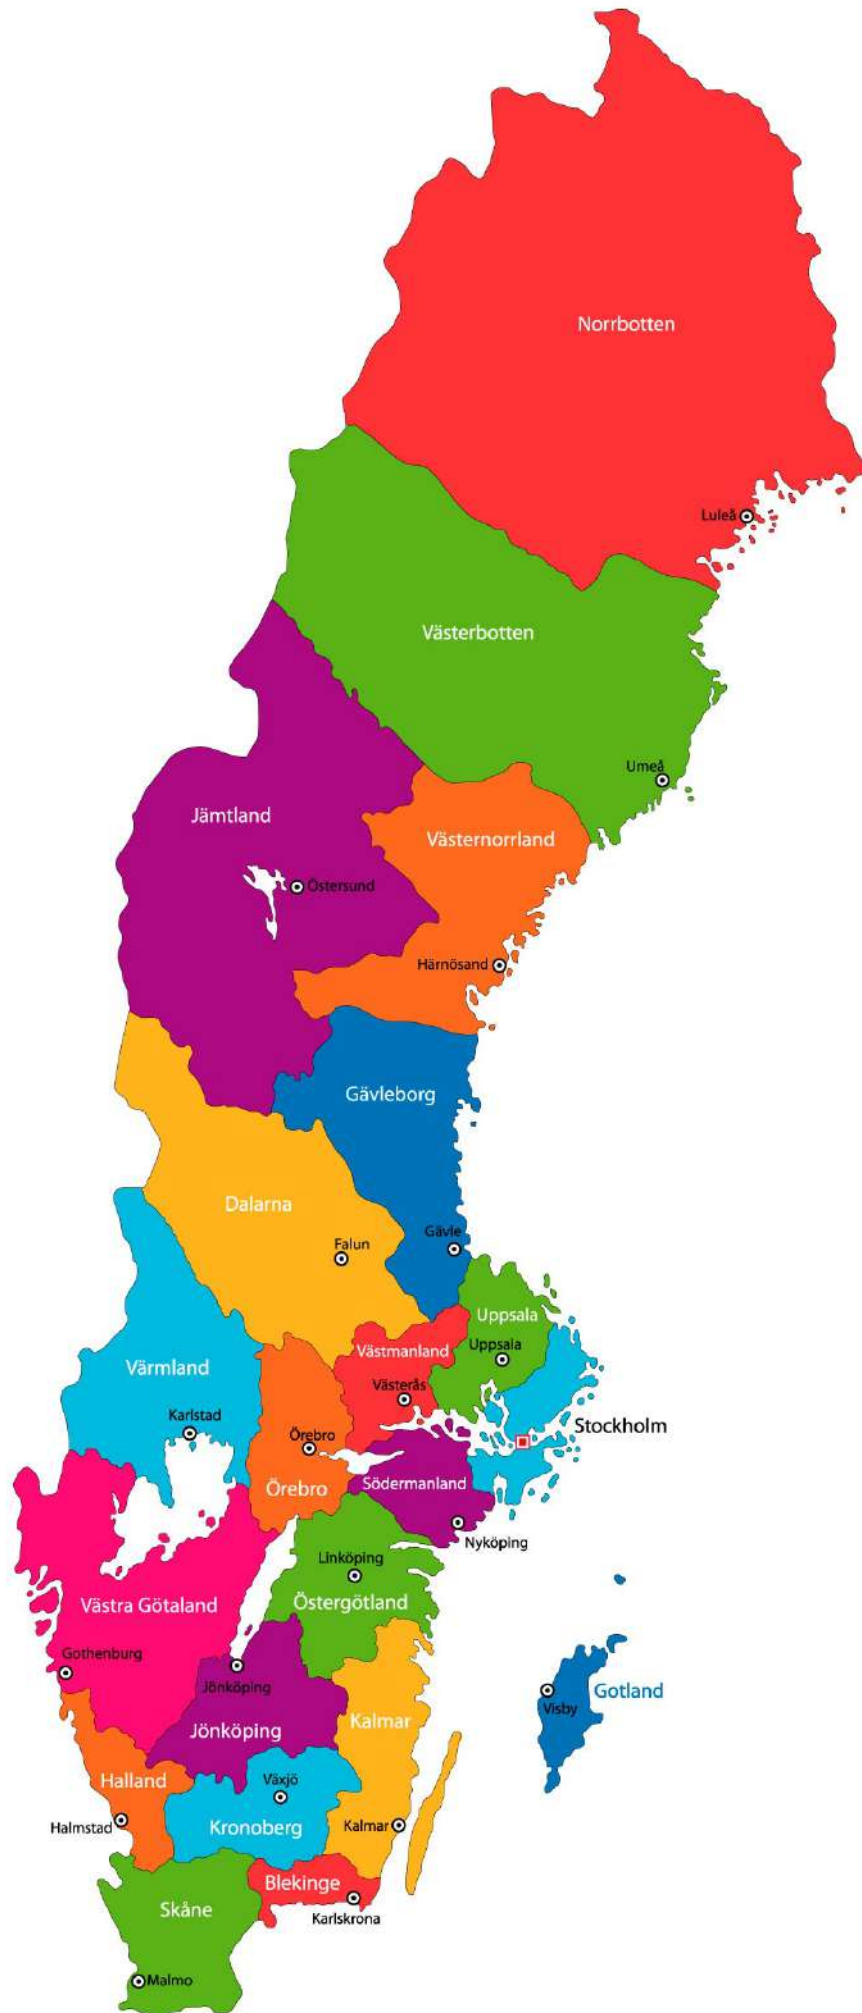 Norrbotten
Luleå
Västerbotten
Umeå
Jämtland
Västernorrland
Östersund
Härnösand
Gävleborg
Dalarna
Gävle
Falun
Uppsala
Västmanland
Uppsala
Värmland
Västerås
Karlstad
Stockholm
Örebro
Södermanland
Örebro
Nyköping
Linköping
Östergötland
Västra Götaland
Gothenburg
Jönköping
Gotland
Visby
Kalmar
Jönköping
Halland
Växjö
Halmstad
Kronoberg
Kalmar
Blekinge
Skåne
Karlskrona
Malmo